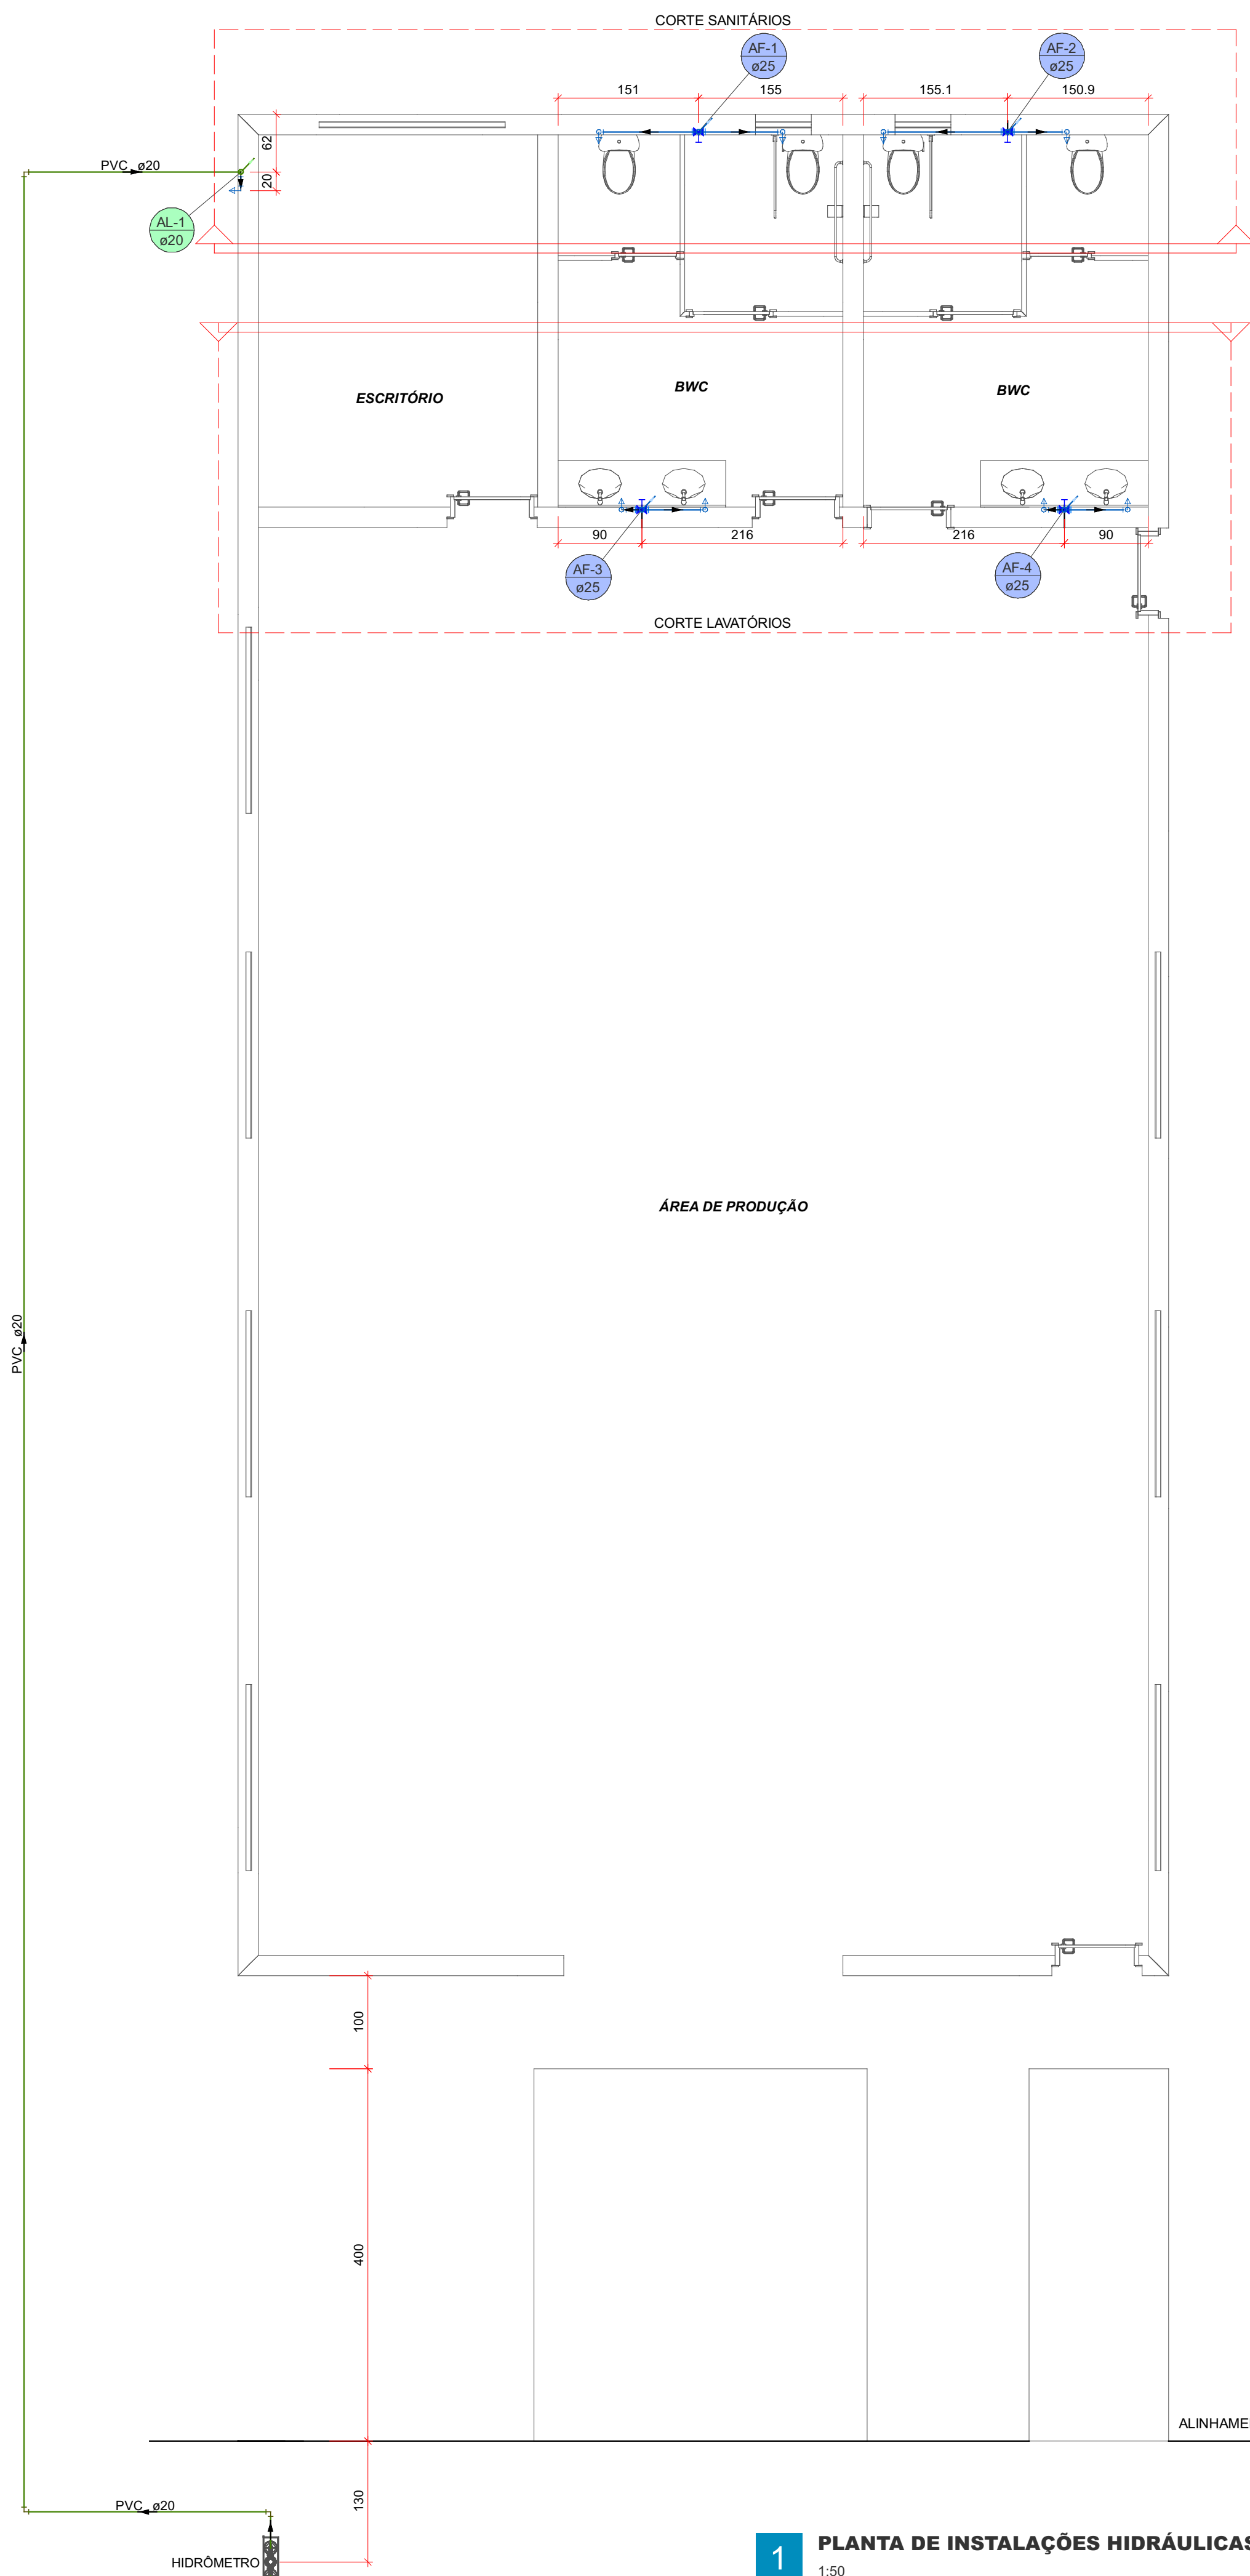 CORTE SANITÁRIOS
AF-1
ø25
AF-2
ø25
151
155
155.1
150.9
62
PVC ø20
20
AL-1
ø20
ESCRITÓRIO
BWC
BWC
90
216
216
90
AF-3
ø25
AF-4
ø25
CORTE LAVATÓRIOS
ÁREA DE PRODUÇÃO
PVC ø20
100
400
ALINHAME
130
PVC ø20
HIDRÔMETRO
1
PLANTA DE INSTALAÇÕES HIDRÁULICAS
1:50